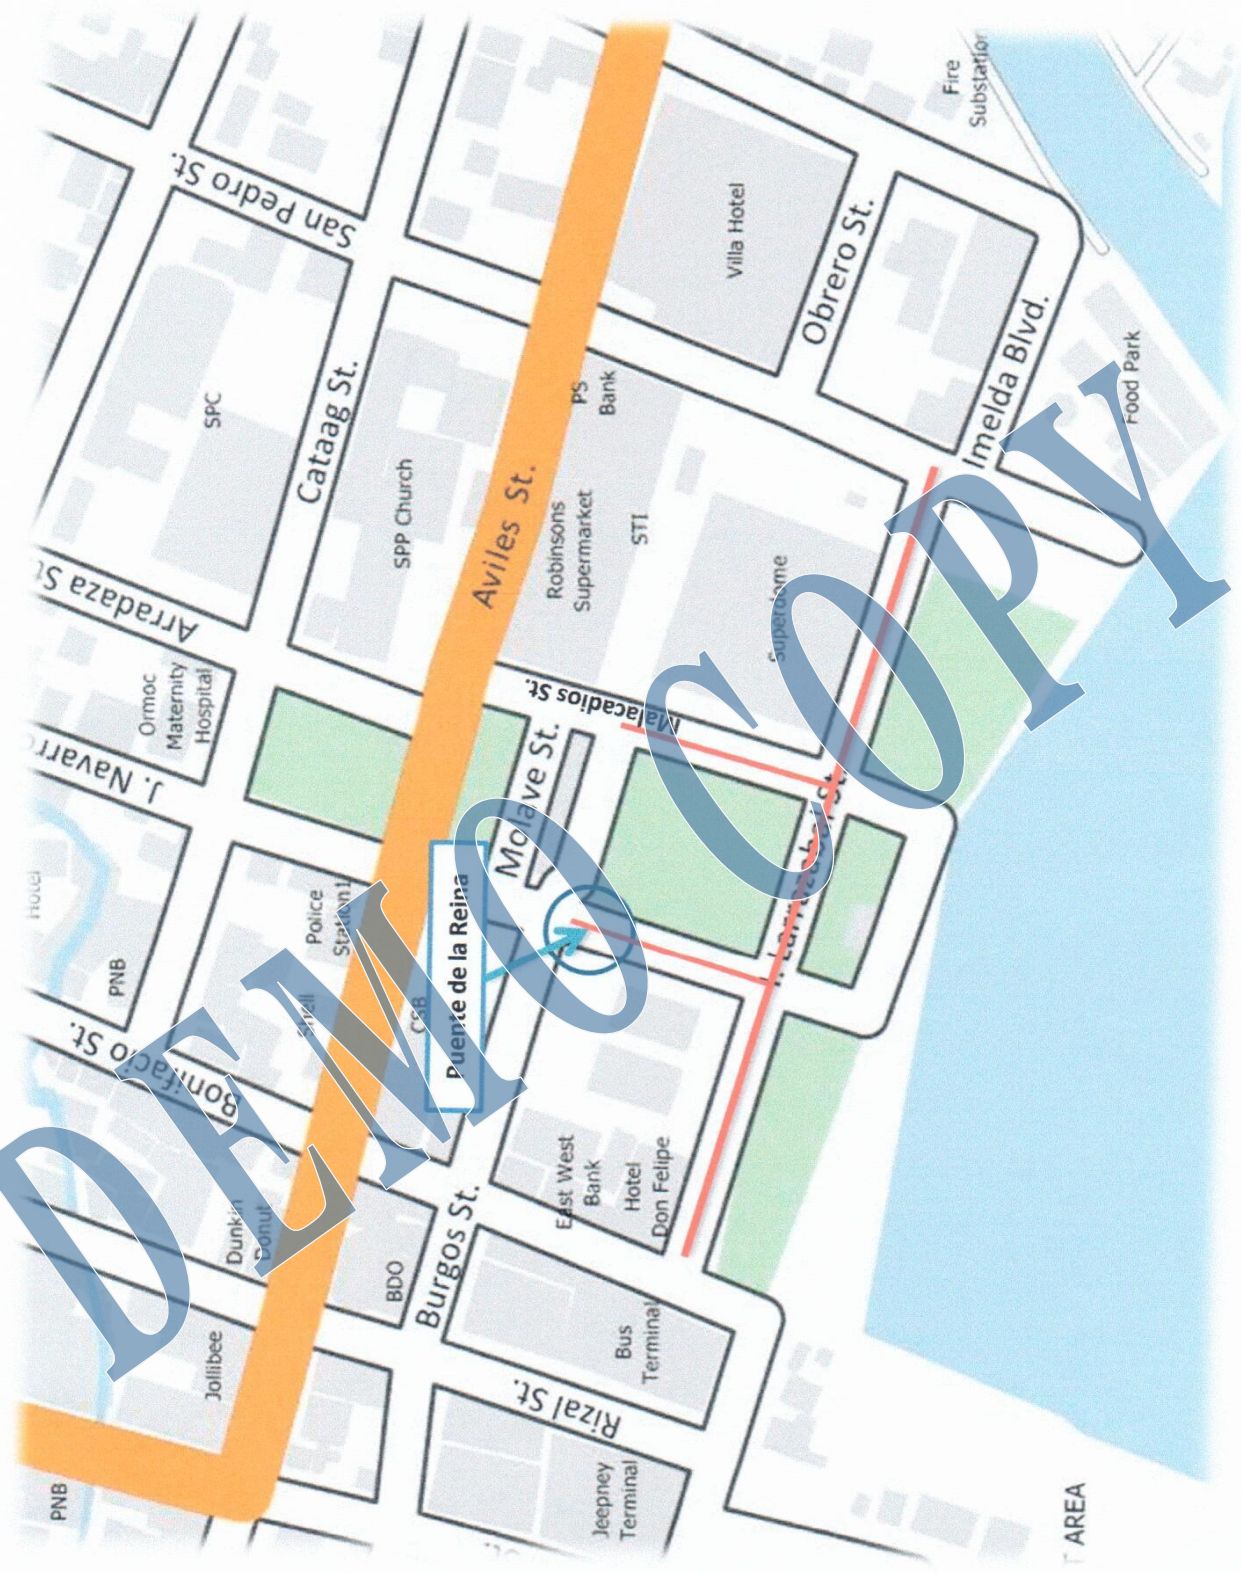 San Pedro St.
Fire
Substation
Villa Hotel
Obrero St.
Imelda Blvd.
Food Park
SPC
Cataag St.
SPP Church
PS
Bank
Aviles St.
Robinsons
Supermarket
STI
Superdome
Arradaza St
Ormoc
Maternity
Hospital
J. Navarro
Malacadios St.
Molave St.
Larrazabal St.
Hotel
PNB
Police
Station1
Shell
CSB
Puente de la Reina
Bonifacio St.
Dunkin
Donut
BDO
Burgos St.
East West
Bank
Hotel
Don Felipe
Jollibee
Bus
Terminal
Rizal St.
Jeepney
Terminal
PNB
AREA
DEMO COPY